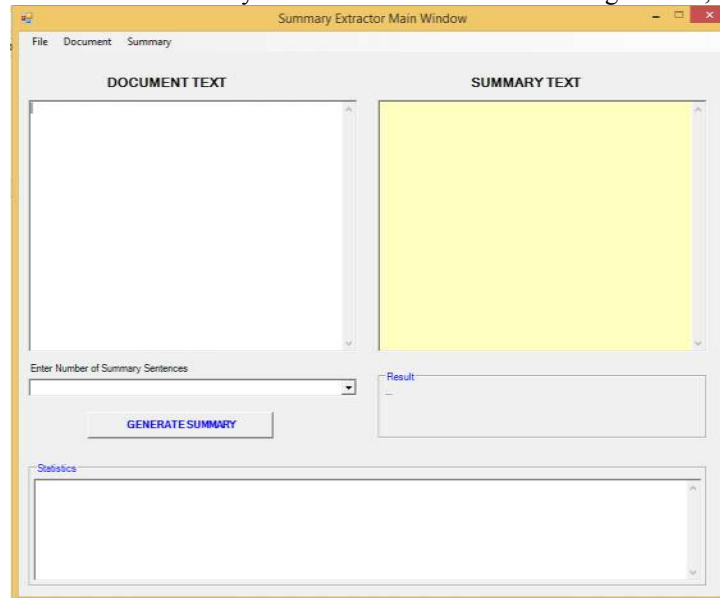 Summary Extractor Main Window
File Document Summary
DOCUMENT TEXT SUMMARY TEXT
Enter Number of Summary Sentences
Result
GENERATE SUMMARY
Statistics